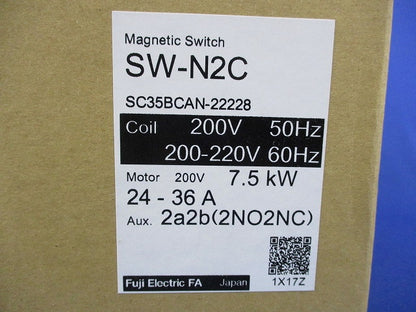 Magnetic Switch
SW-N2C
SC35BCAN-22228
Coil 200V 50Hz
200-220V 60Hz
Motor 200V 7.5 kW
24 - 36 A
Aux. 2a2b(2NO2NC)
Fuji Electric FA Japan
1X17Z